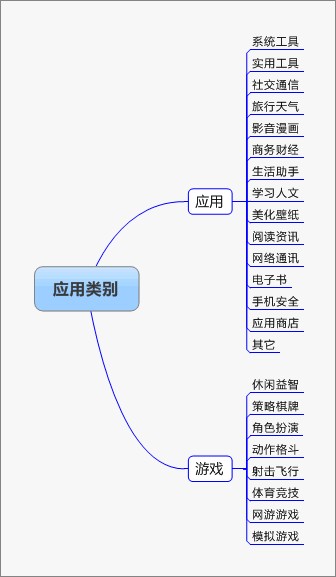 应用类别
应用
系统工具
实用工具
社交通信
旅行天气
影音漫画
商务财经
生活助手
学习人文
美化壁纸
阅读资讯
网络通讯
电子书
手机安全
应用商店
其它
游戏
休闲益智
策略棋牌
角色扮演
动作格斗
射击飞行
体育竞技
网游游戏
模拟游戏